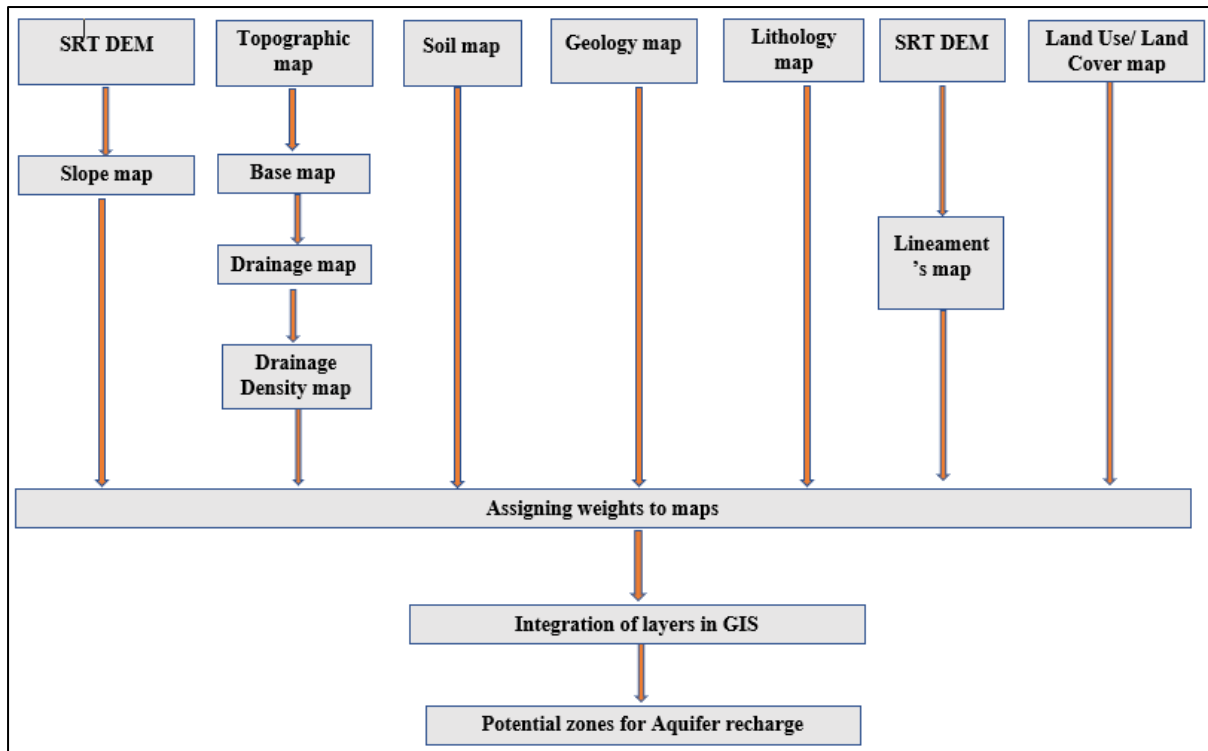 SRT DEM
Topographic
map
Soil map
Geology map
Lithology
map
SRT DEM
Land Use/ Land
Cover map
Slope map
Base map
Drainage map
Drainage
Density map
Lineament
’s map
Assigning weights to maps
Integration of layers in GIS
Potential zones for Aquifer recharge